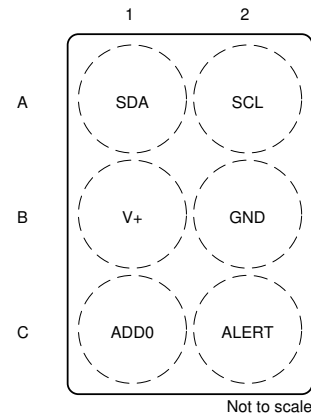 1 2
A SDA SCL
B V+ GND
C ADD0 ALERT
Not to scale